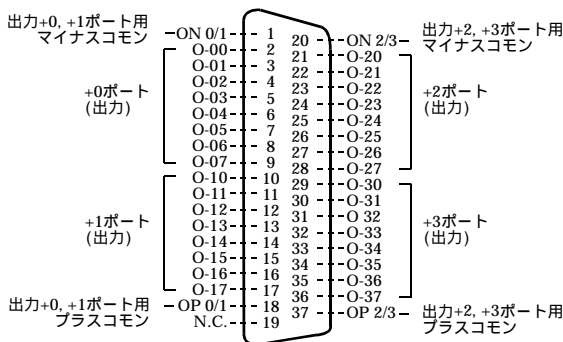 出力+0, +1ポート用
マイナスコモン
ON 0/1 1
O-00 2
O-01 3
O-02 4
O-03 5
O-04 6
O-05 7
O-06 8
O-07 9
+0ポート
(出力)
O-10 10
O-11 11
O-12 12
O-13 13
O-14 14
O-15 15
O-16 16
O-17 17
+1ポート
(出力)
出力+0, +1ポート用
プラスコモン
OP 0/1 18
N.C. 19
20 ON 2/3
出力+2, +3ポート用
マイナスコモン
21 O-20
22 O-21
23 O-22
24 O-23
25 O-24
26 O-25
27 O-26
28 O-27
+2ポート
(出力)
29 O-30
30 O-31
31 O 32
32 O-33
33 O-34
34 O-35
35 O-36
36 O-37
+3ポート
(出力)
37 OP 2/3
出力+2, +3ポート用
プラスコモン